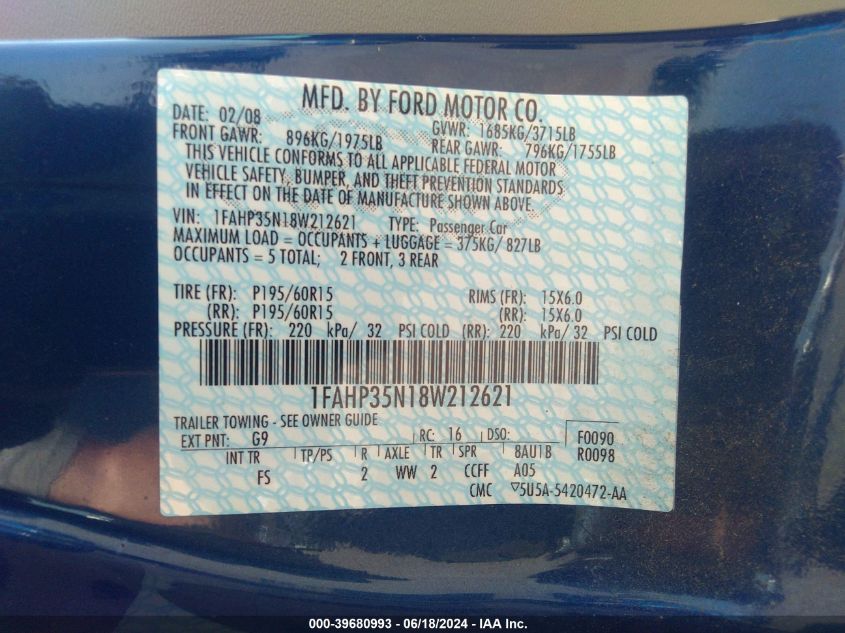 MFD. BY FORD MOTOR CO.
DATE: 02/08 GVWR: 1685KG/3715LB
FRONT GAWR: 896KG/1975LB REAR GAWR: 796KG/1755LB
THIS VEHICLE CONFORMS TO ALL APPLICABLE FEDERAL MOTOR
VEHICLE SAFETY, BUMPER, AND THEFT PREVENTION STANDARDS
IN EFFECT ON THE DATE OF MANUFACTURE SHOWN ABOVE.
VIN: 1FAHP35N18W212621 TYPE: Passenger Car
MAXIMUM LOAD = OCCUPANTS + LUGGAGE = 375KG/ 827LB
OCCUPANTS = 5 TOTAL; 2 FRONT, 3 REAR
TIRE (FR): P195/60R15 RIMS (FR): 15X6.0
(RR): P195/60R15 (RR): 15X6.0
PRESSURE (FR): 220 kPa/ 32 PSI COLD (RR): 220 kPa/ 32 PSI COLD
1FAHP35N18W212621
TRAILER TOWING - SEE OWNER GUIDE
EXT PNT: G9 RC: 16 DSO: F0090
INT TR TP/PS R AXLE TR SPR 8AU1B R0098
FS 2 WW 2 CCFF A05
CMC ▽5U5A-5420472-AA
000-39680993 - 06/18/2024 - IAA Inc.